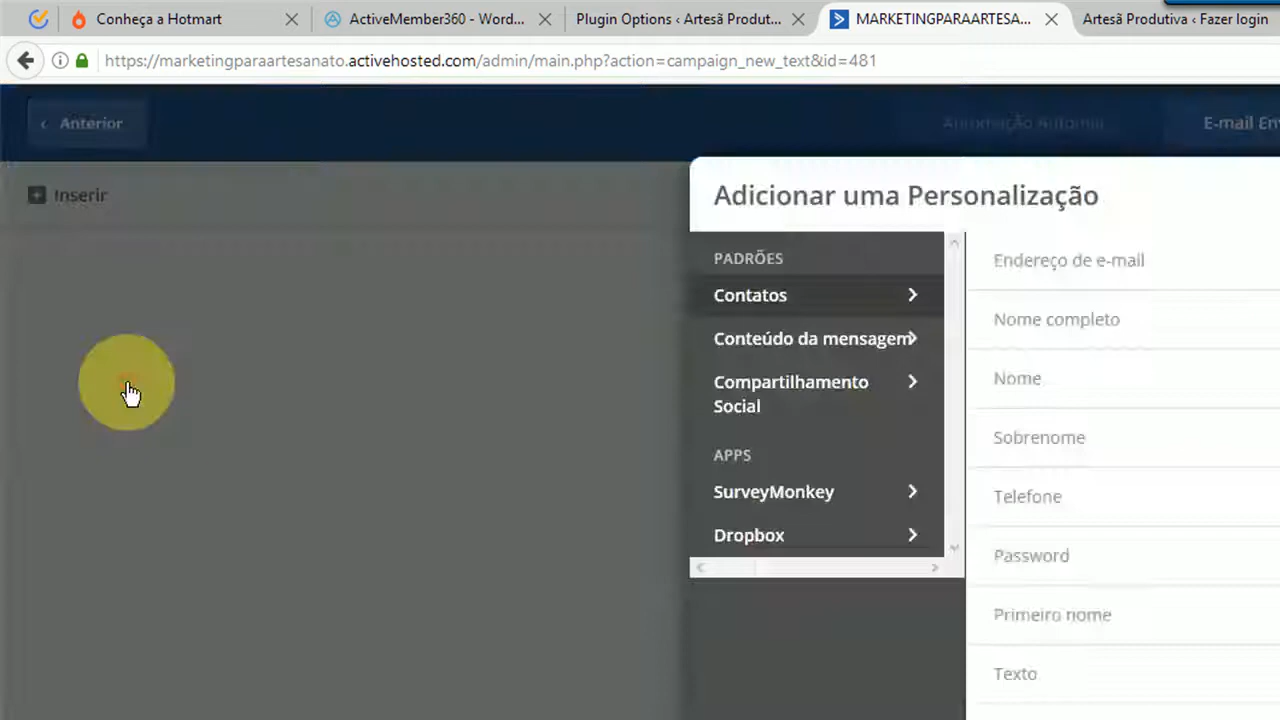 Conheça a Hotmart
ActiveMember360 - Word...
Plugin Options ‹ Artesã Produt...
MARKETINGPARAARTESA...
Artesã Produtiva ‹ Fazer login
https://marketingparaartesanato.activehosted.com/admin/main.php?action=campaign_new_text&id=481
Anterior
Automação Automa
E-mail En
Inserir
Adicionar uma Personalização
PADRÕES
Contatos
Conteúdo da mensagem
Compartilhamento
Social
APPS
SurveyMonkey
Dropbox
Endereço de e-mail
Nome completo
Nome
Sobrenome
Telefone
Password
Primeiro nome
Texto